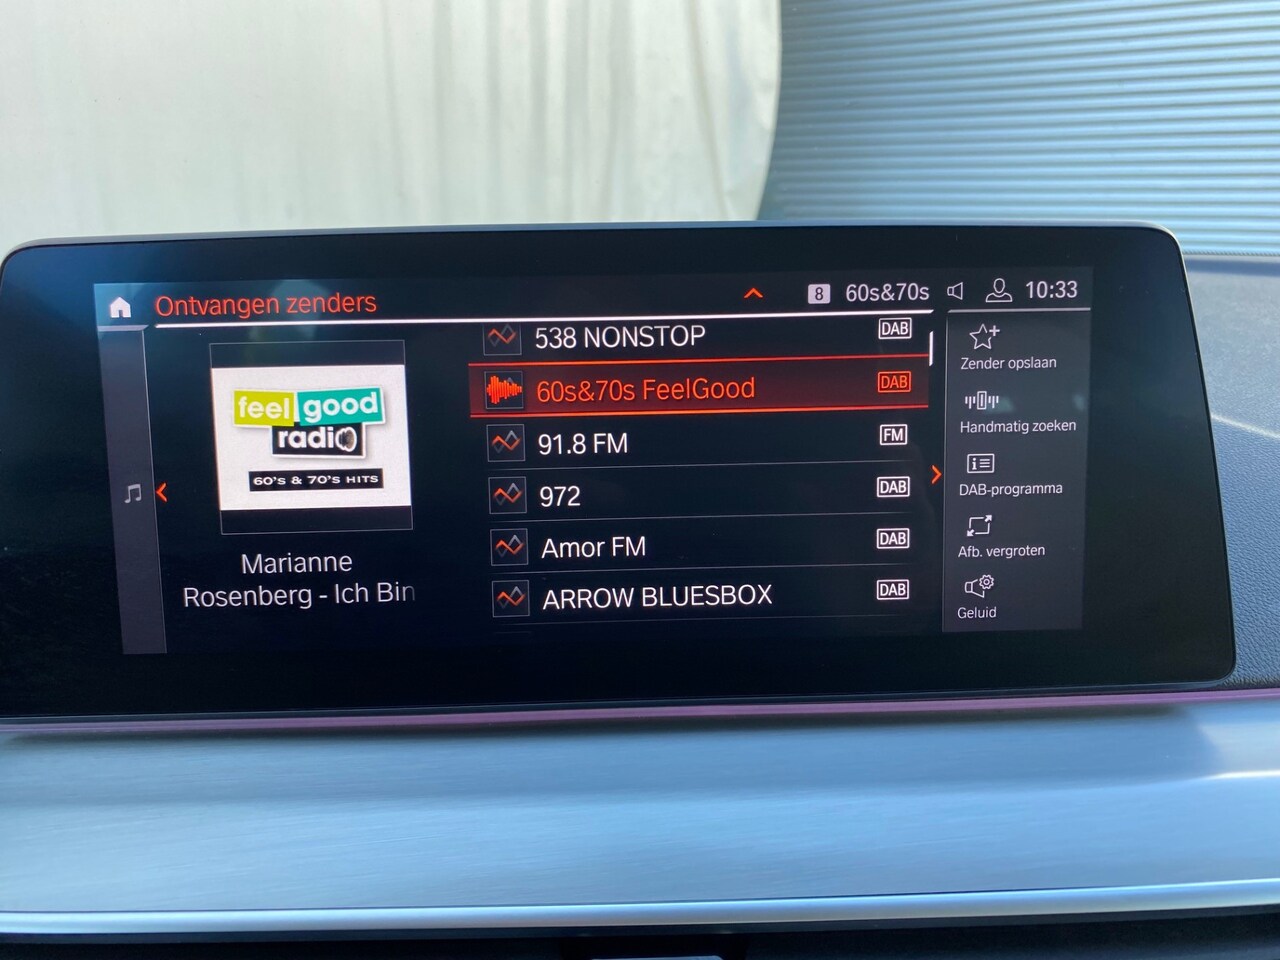 Ontvangen zenders
8 60s&70s 10:33
feel good
radio
60's & 70's HITS
Marianne
Rosenberg - Ich Bin
538 NONSTOP DAB
60s&70s FeelGood DAB
91.8 FM FM
972 DAB
Amor FM DAB
ARROW BLUESBOX DAB
Zender opslaan
Handmatig zoeken
DAB-programma
Afb. vergroten
Geluid